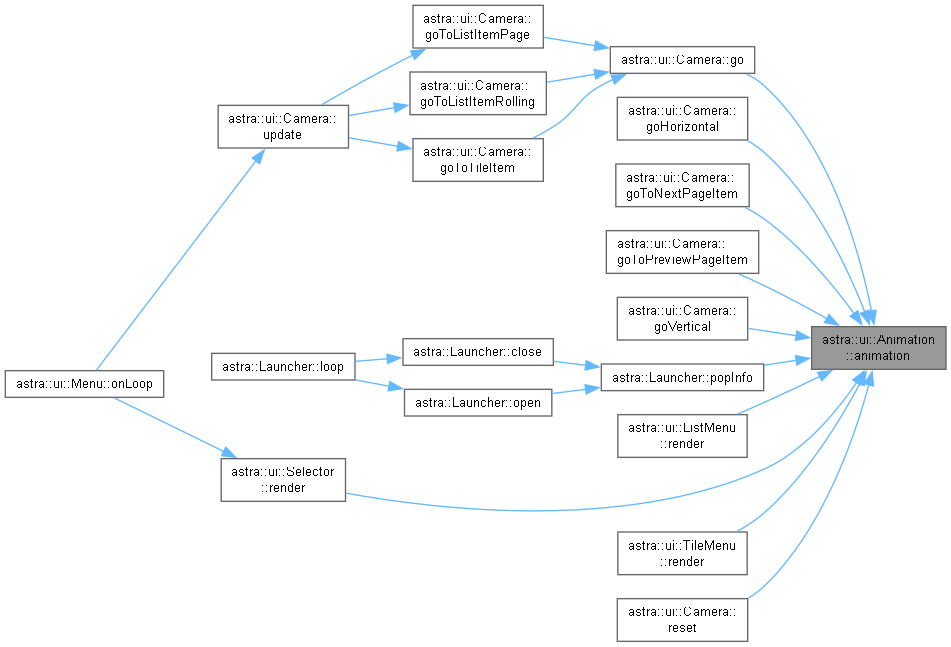 astra::ui::Camera::
goToListItemPage
astra::ui::Camera::go
astra::ui::Camera::
goToListItemRolling
astra::ui::Camera::
update
astra::ui::Camera::
goHorizontal
astra::ui::Camera::
goToTileItem
astra::ui::Camera::
goToNextPageItem
astra::ui::Camera::
goToPreviewPageItem
astra::ui::Camera::
goVertical
astra::ui::Animation
::animation
astra::Launcher::close
astra::Launcher::loop
astra::Launcher::popInfo
astra::ui::Menu::onLoop
astra::Launcher::open
astra::ui::ListMenu
::render
astra::ui::Selector
::render
astra::ui::TileMenu
::render
astra::ui::Camera::
reset